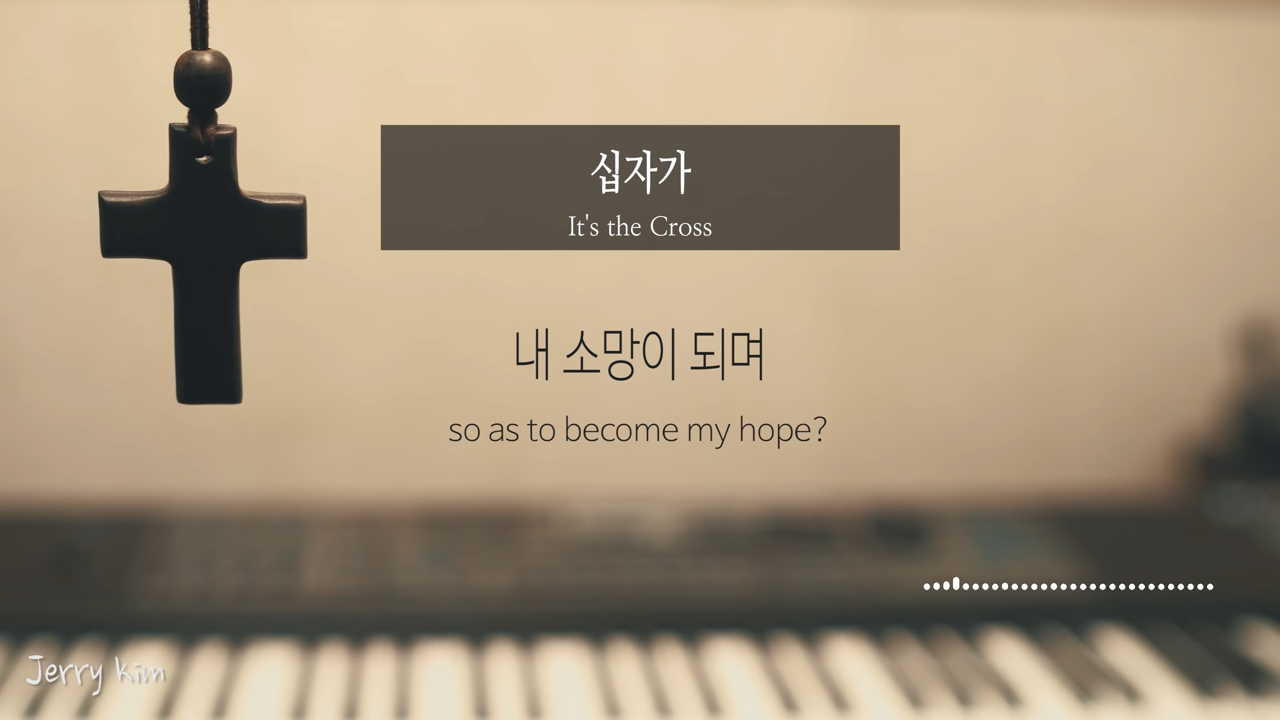 십자가
It's the Cross
내 소망이 되며
so as to become my hope?
Jerry Kim